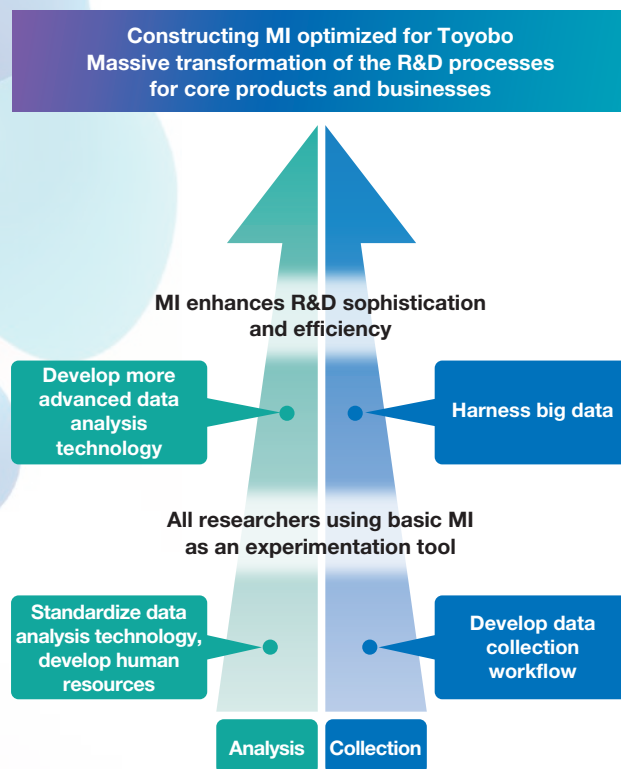 Constructing MI optimized for Toyobo
Massive transformation of the R&D processes
for core products and businesses
MI enhances R&D sophistication
and efficiency
Develop more
advanced data
analysis
technology
Harness big data
All researchers using basic MI
as an experimentation tool
Standardize data
analysis technology,
develop human
resources
Develop data
collection
workflow
Analysis
Collection